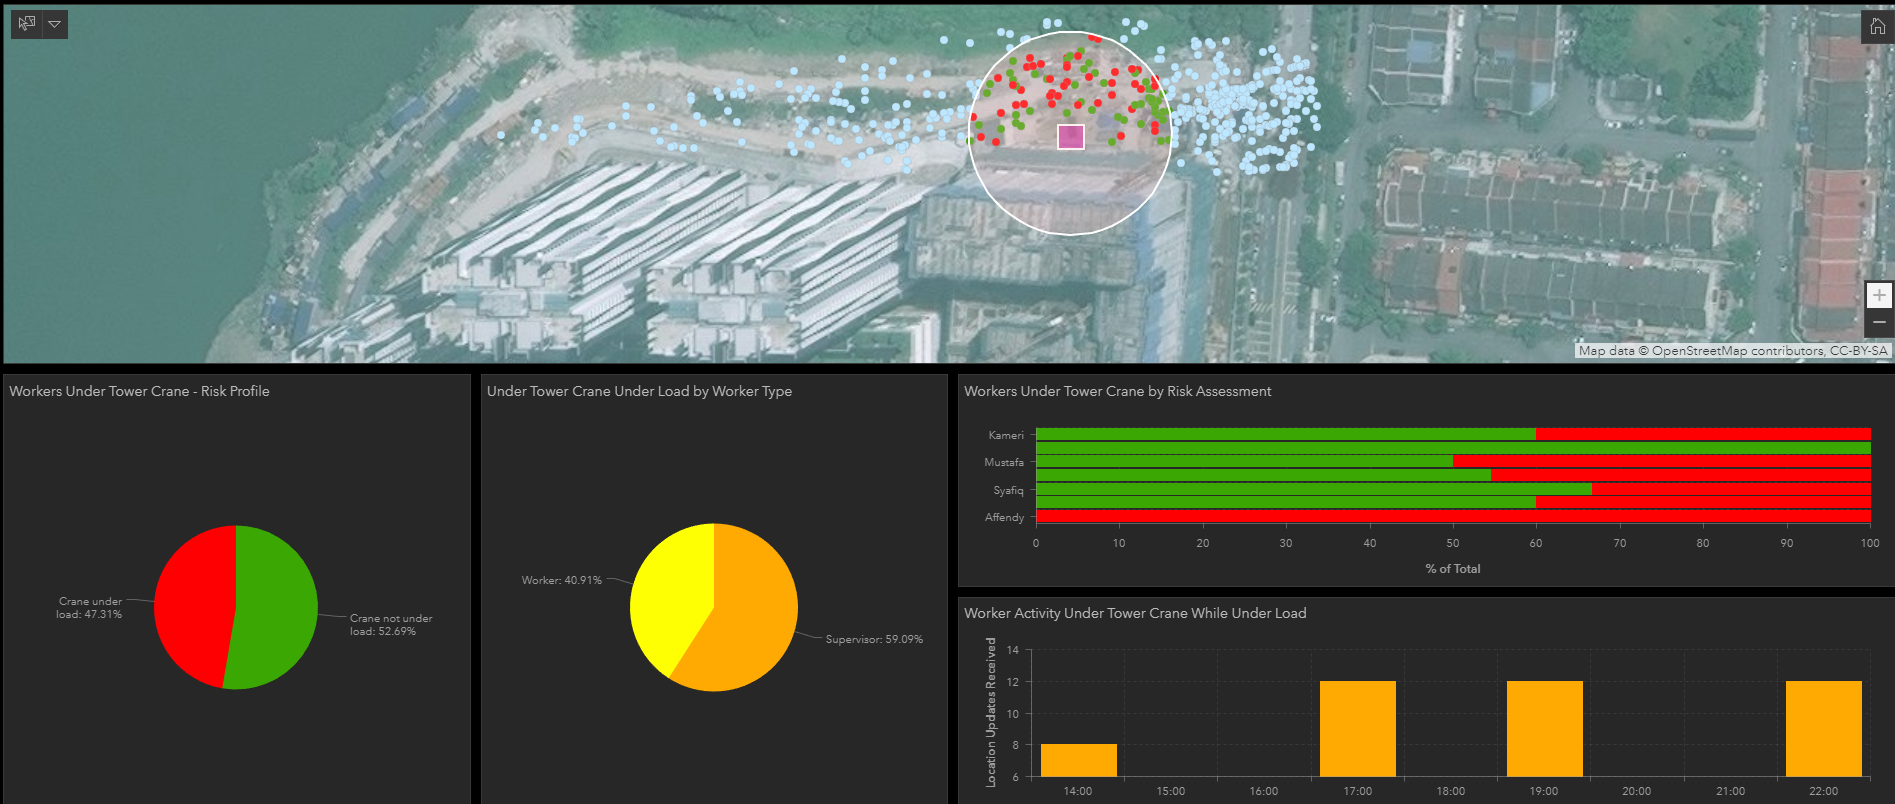 Map data © OpenStreetMap contributors, CC-BY-SA
Workers Under Tower Crane - Risk Profile
Crane under
load: 47.31%
Crane not under
load: 52.69%
Under Tower Crane Under Load by Worker Type
Worker: 40.91%
Supervisor: 59.09%
Workers Under Tower Crane by Risk Assessment
Kameri
Mustafa
Syafiq
Affendy
0 10 20 30 40 50 60 70 80 90 100
% of Total
Worker Activity Under Tower Crane While Under Load
Location Updates Received
14
12
10
8
6
14:00 15:00 16:00 17:00 18:00 19:00 20:00 21:00 22:00